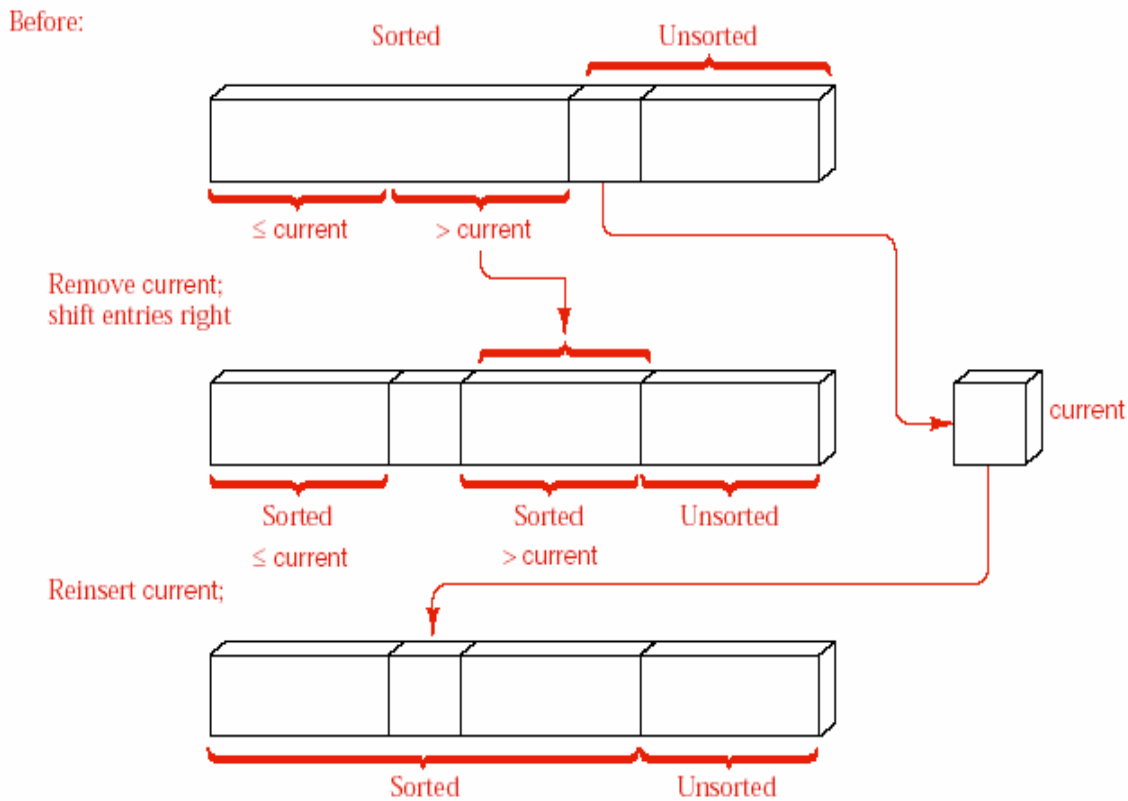 Before:
Sorted
Unsorted
≤ current
> current
Remove current;
shift entries right
current
Sorted
Sorted
Unsorted
≤ current
> current
Reinsert current;
Sorted
Unsorted